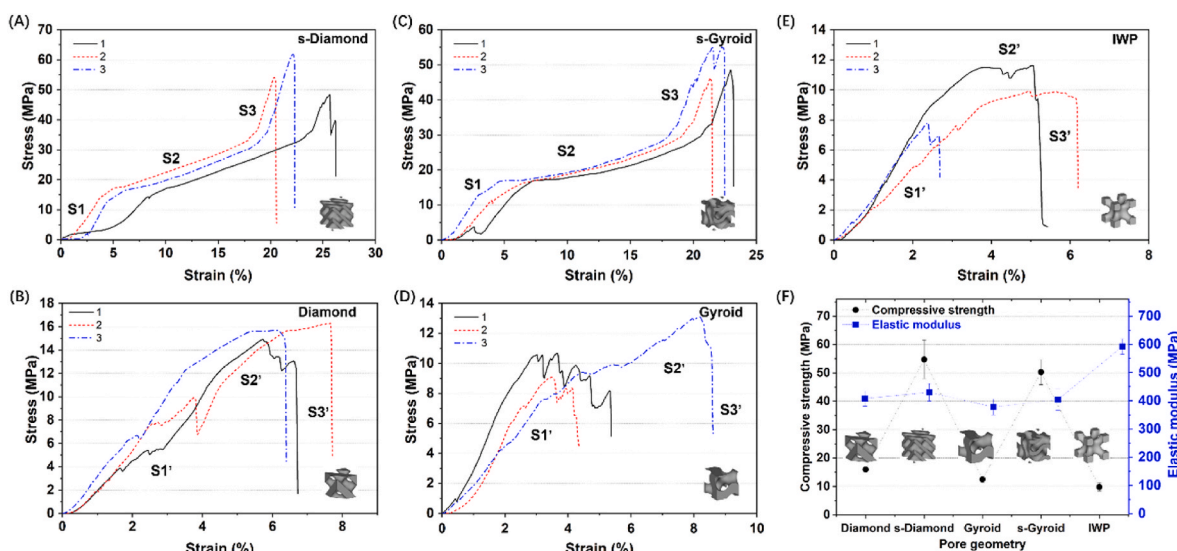 (A)
s-Diamond
1
2
3
S1
S2
S3
Stress (MPa)
70
60
50
40
30
20
10
0
0 5 10 15 20 25 30
Strain (%)
(C)
s-Gyroid
1
2
3
S1
S2
S3
Stress (MPa)
60
50
40
30
20
10
0
0 5 10 15 20 25
Strain (%)
(E)
IWP
1
2
3
S1’
S2’
S3’
Stress (MPa)
14
12
10
8
6
4
2
0
0 2 4 6 8
Strain (%)
(B)
Diamond
1
2
3
S1’
S2’
S3’
Stress (MPa)
18
16
14
12
10
8
6
4
2
0
0 2 4 6 8
Strain (%)
(D)
Gyroid
1
2
3
S1’
S2’
S3’
Stress (MPa)
14
12
10
8
6
4
2
0
0 2 4 6 8 10
Strain (%)
(F)
Compressive strength
Elastic modulus
Compressive strength (MPa)
70
60
50
40
30
20
10
0
Elastic modulus (MPa)
700
600
500
400
300
200
100
0
Diamond s-Diamond Gyroid s-Gyroid IWP
Pore geometry